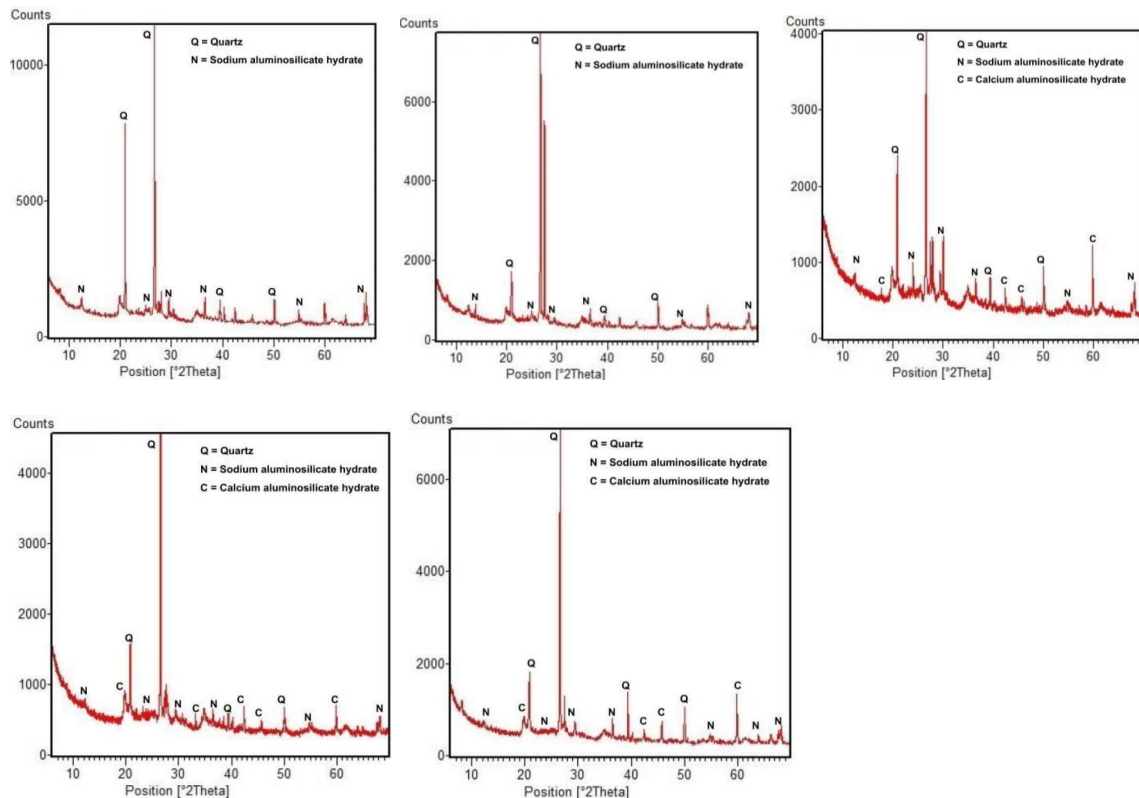 Counts
Q
Q = Quartz
N = Sodium aluminosilicate hydrate
10000
Q
5000
N
N
N
N
Q
Q
N
N
0
10
20
30
40
50
60
Position [°2Theta]
Counts
Q
Q = Quartz
N = Sodium aluminosilicate hydrate
6000
4000
2000
Q
N
N
N
N
Q
Q
N
N
0
10
20
30
40
50
60
Position [°2Theta]
Counts
4000
Q
Q = Quartz
N = Sodium aluminosilicate hydrate
C = Calcium aluminosilicate hydrate
3000
2000
Q
N
C
N
N
N
Q
C
C
Q
N
C
N
1000
0
10
20
30
40
50
60
Position [°2Theta]
Counts
Q
Q = Quartz
N = Sodium aluminosilicate hydrate
C = Calcium aluminosilicate hydrate
4000
3000
2000
1000
Q
N
C
N
N
C
N
Q
C
C
Q
N
C
N
0
10
20
30
40
50
60
Position [°2Theta]
Counts
Q
Q = Quartz
N = Sodium aluminosilicate hydrate
C = Calcium aluminosilicate hydrate
6000
4000
2000
Q
N
C
N
N
N
Q
C
C
Q
N
C
N
N
0
10
20
30
40
50
60
Position [°2Theta]